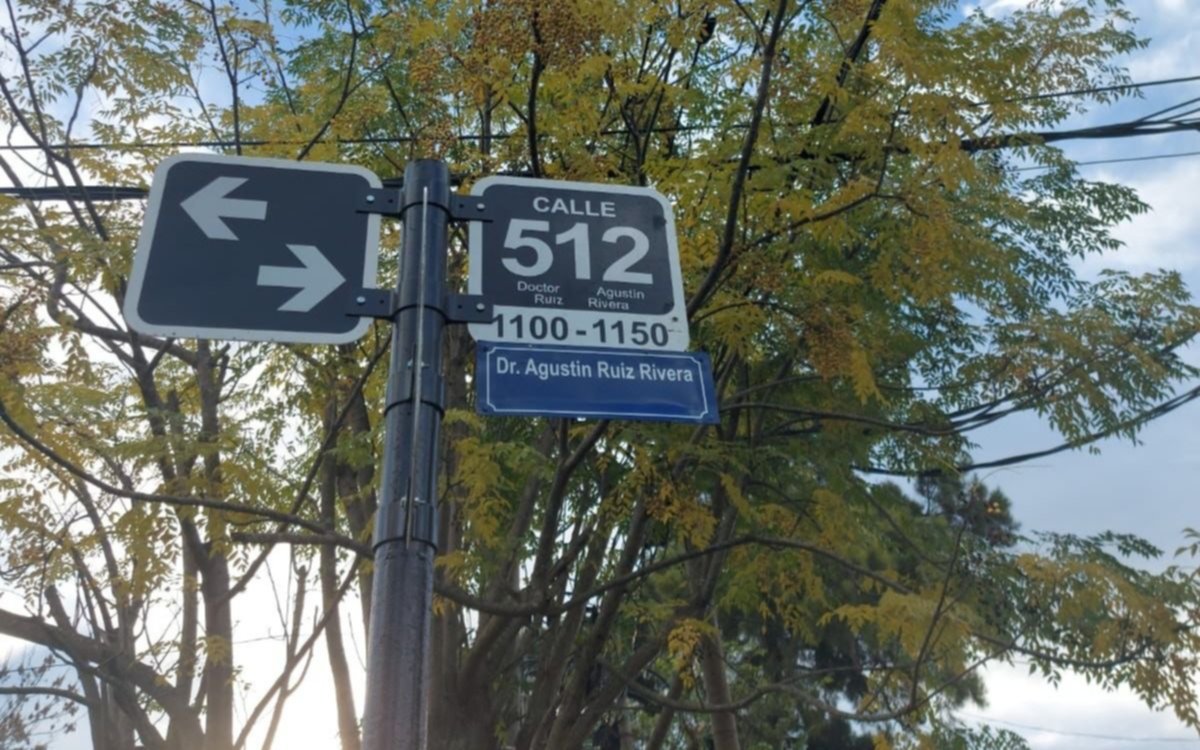 CALLE
512
Doctor Agustin
Ruiz Rivera
1100-1150
Dr. Agustin Ruiz Rivera